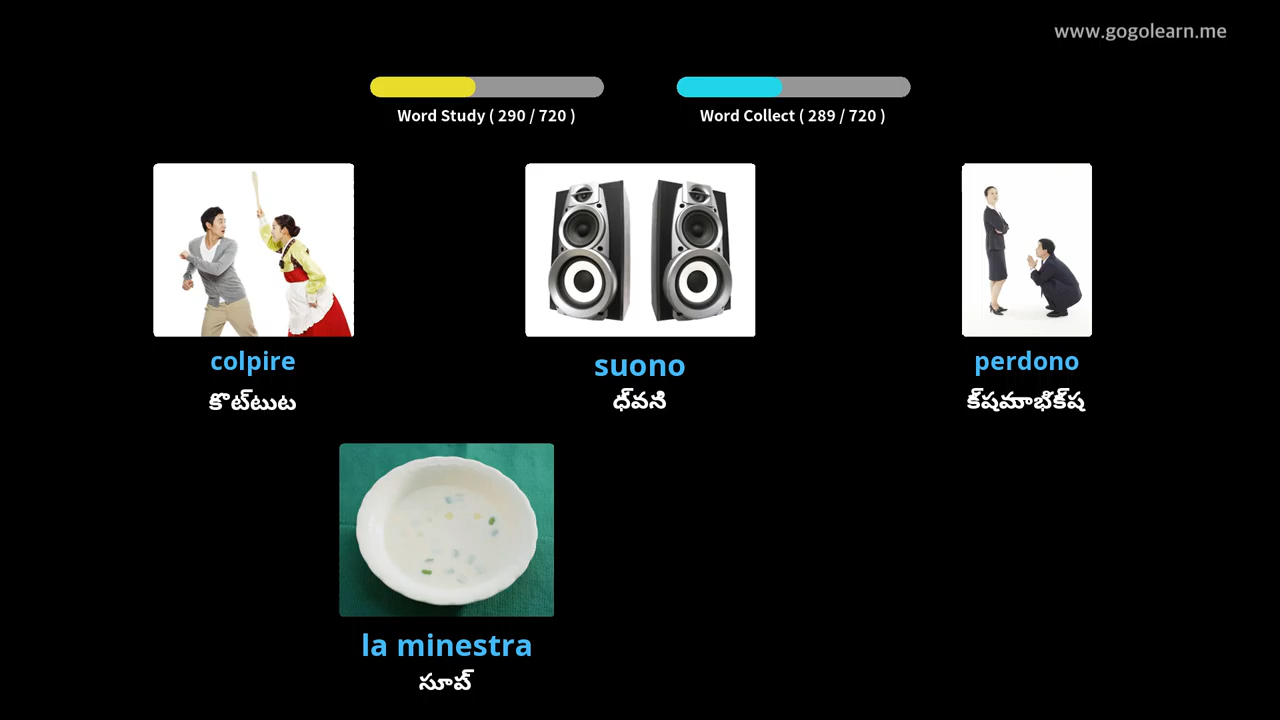 www.gogolearn.me
Word Study ( 290 / 720 )
Word Collect ( 289 / 720 )
colpire
కొట్‌టుట
suono
ధ్‌వని
perdono
క్‌షమాభిక్‌ష
la minestra
సూప్